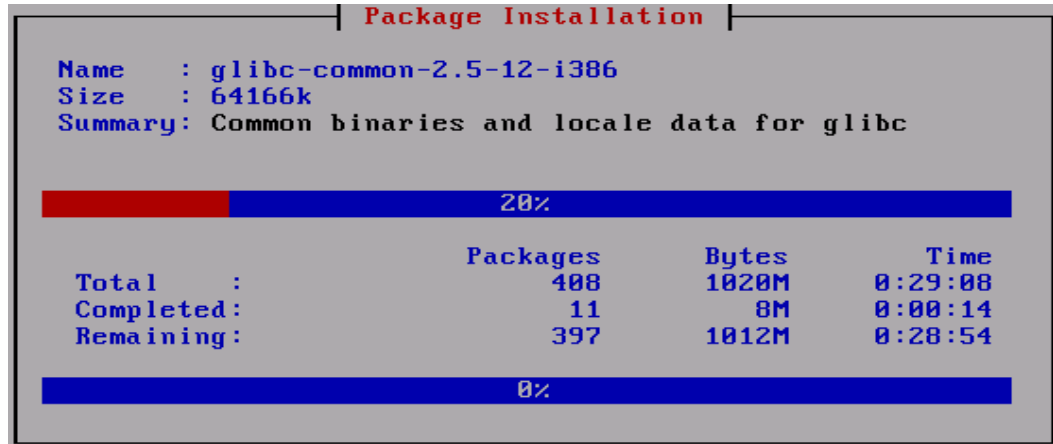 Package Installation
Name : glibc-common-2.5-12-i386
Size : 64166k
Summary: Common binaries and locale data for glibc
20%
Packages Bytes Time
Total : 408 1020M 0:29:08
Completed: 11 8M 0:00:14
Remaining: 397 1012M 0:28:54
0%